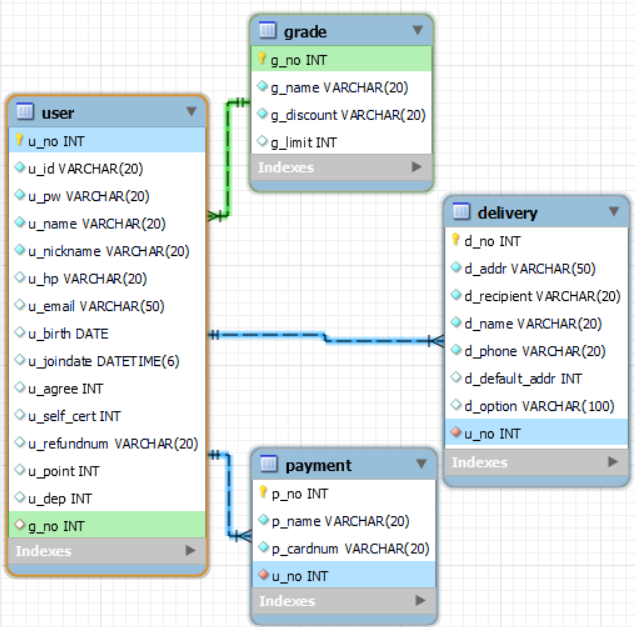 grade
g_no INT
g_name VARCHAR(20)
g_discount VARCHAR(20)
g_limit INT
Indexes
user
u_no INT
u_id VARCHAR(20)
u_pw VARCHAR(20)
u_name VARCHAR(20)
u_nickname VARCHAR(20)
u_hp VARCHAR(20)
u_email VARCHAR(50)
u_birth DATE
u_joindate DATETIME(6)
u_agree INT
u_self_cert INT
u_refundnum VARCHAR(20)
u_point INT
u_dep INT
g_no INT
Indexes
delivery
d_no INT
d_addr VARCHAR(50)
d_recipient VARCHAR(20)
d_name VARCHAR(20)
d_phone VARCHAR(20)
d_default_addr INT
d_option VARCHAR(100)
u_no INT
Indexes
payment
p_no INT
p_name VARCHAR(20)
p_cardnum VARCHAR(20)
u_no INT
Indexes